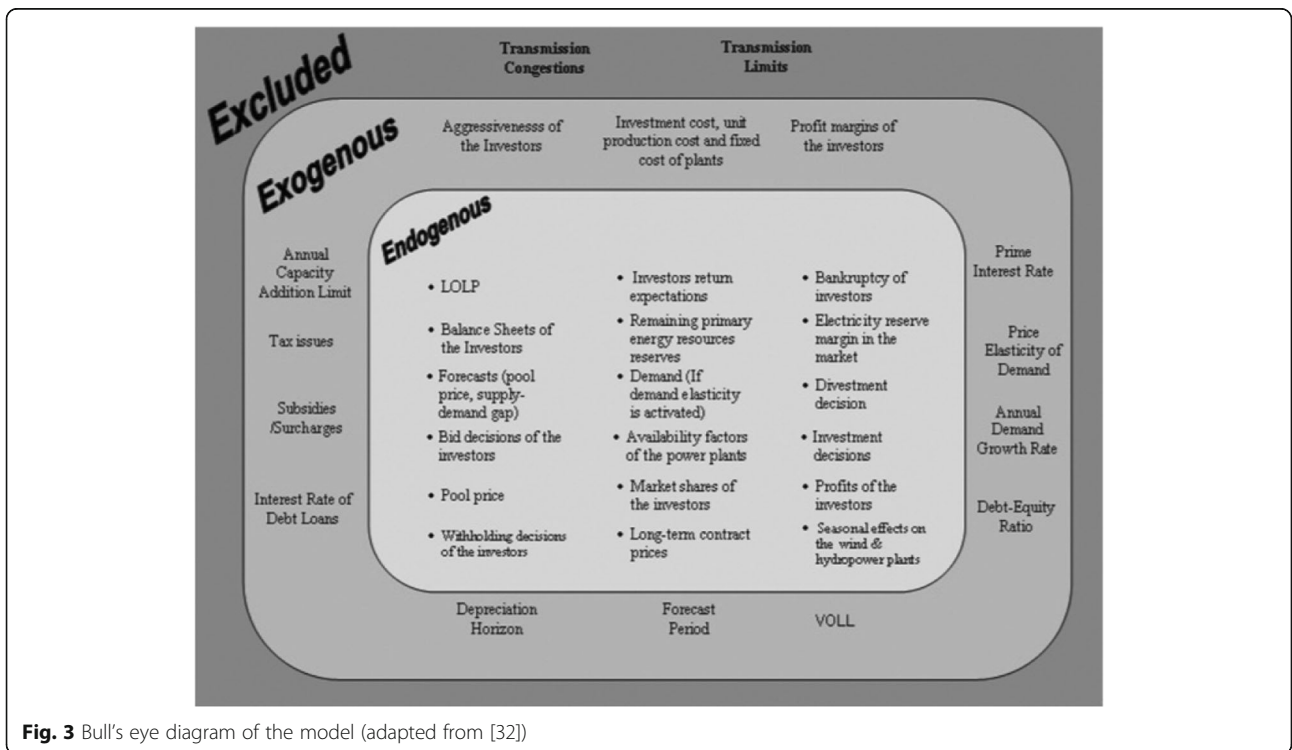 Transmission
Congestions
Transmission
Limits
Excluded
Exogenous
Aggressivenesss of
the Investors
Investment cost, unit
production cost and fixed
cost of plants
Profit margins of
the investors
Endogenous
Annual
Capacity
Addition Limit
Tax issues
Subsidies
/Surcharges
Interest Rate of
Debt Loans
• LOLP
• Balance Sheets of
the Investors
• Forecasts (pool
price, supply-
demand gap)
• Bid decisions of the
investors
• Pool price
• Withholding decisions
of the investors
• Investors return
expectations
• Remaining primary
energy resources
reserves
• Demand (If
demand elasticity
is activated)
• Availability factors
of the power plants
• Market shares of
the investors
• Long-term contract
prices
• Bankruptcy of
investors
• Electricity reserve
margin in the
market
• Divestment
decision
• Investment
decisions
• Profits of the
investors
• Seasonal effects on
the wind &
hydropower plants
Prime
Interest Rate
Price
Elasticity of
Demand
Annual
Demand
Growth Rate
Debt-Equity
Ratio
Depreciation
Horizon
Forecast
Period
VOLL
Fig. 3 Bull's eye diagram of the model (adapted from [32])